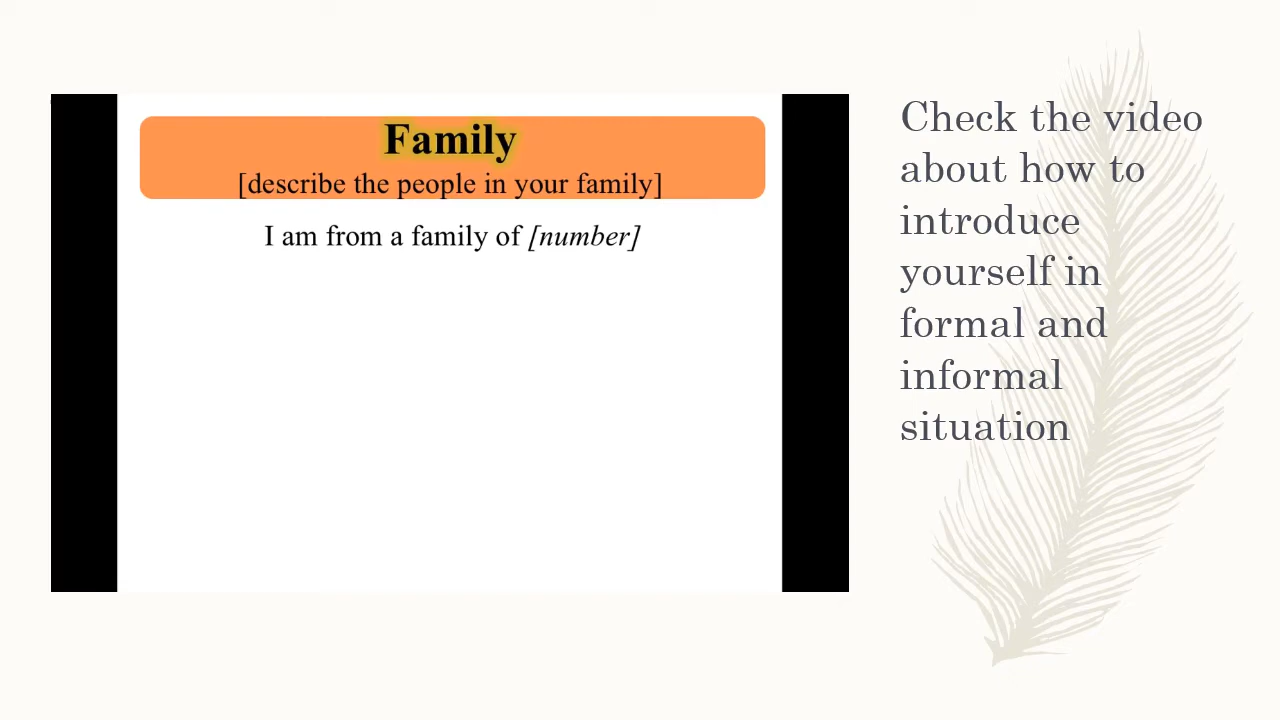 Family
[describe the people in your family]
I am from a family of [number]
Check the video
about how to
introduce
yourself in
formal and
informal
situation